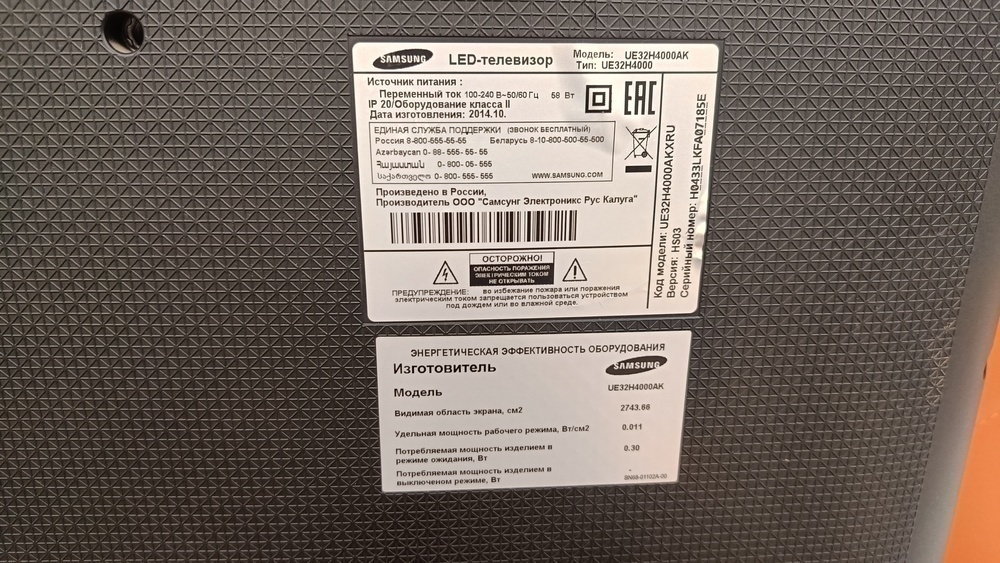 SAMSUNG LED-телевизор
Модель: UE32H4000AK
Тип: UE32H4000
Источник питания :
Переменный ток 100-240 В~50/60 Гц 58 Вт
IP 20/Оборудование класса II
Дата изготовления: 2014.10.
EAC
ЕДИНАЯ СЛУЖБА ПОДДЕРЖКИ (ЗВОНОК БЕСПЛАТНЫЙ)
Россия 8-800-555-55-55 Беларусь 8-10-800-500-55-500
Azərbaycan 0-88-555-55-55
Հայաստան 0-800-05-555
საქართველო 0-800-555-555 WWW.SAMSUNG.COM
Произведено в России,
Производитель ООО "Самсунг Электроникс Рус Калуга"
ОСТОРОЖНО!
ОПАСНОСТЬ ПОРАЖЕНИЯ
ЭЛЕКТРИЧЕСКИМ ТОКОМ
НЕ ОТКРЫВАТЬ
ПРЕДУПРЕЖДЕНИЕ: во избежание пожара или поражения
электрическим током запрещается пользоваться устройством
под дождем или во влажной среде.
Код модели: UE32H4000AKXRU
Версия: HS03
Серийный номер: H0433LKFA07185E
ЭНЕРГЕТИЧЕСКАЯ ЭФФЕКТИВНОСТЬ ОБОРУДОВАНИЯ
Изготовитель SAMSUNG
Модель UE32H4000AK
Видимая область экрана, см2 2743.66
Удельная мощность рабочего режима, Вт/см2 0.011
Потребляемая мощность изделием в
режиме ожидания, Вт 0.30
Потребляемая мощность изделием в
выключеном режиме, Вт -
BN68-01102A-00